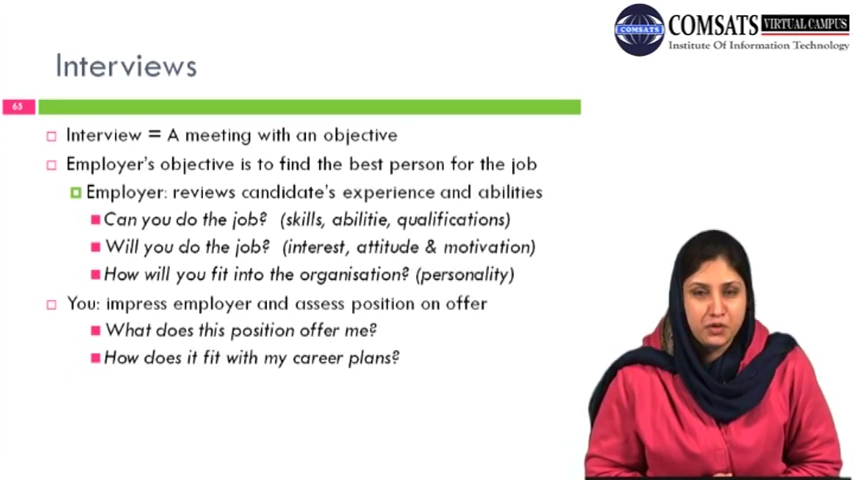 COMSATS
COMSATS VIRTUAL CAMPUS
Institute Of Information Technology
Interviews
65
Interview = A meeting with an objective
Employer's objective is to find the best person for the job
Employer: reviews candidate's experience and abilities
Can you do the job? (skills, abilitie, qualifications)
Will you do the job? (interest, attitude & motivation)
How will you fit into the organisation? (personality)
You: impress employer and assess position on offer
What does this position offer me?
How does it fit with my career plans?